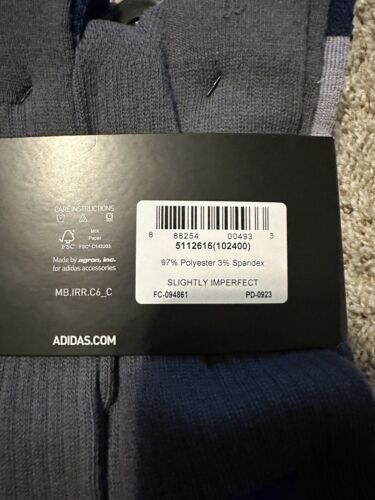 CARE INSTRUCTIONS
FSC
MIX
Paper
FSC® C143203
Made by agron, inc.
for adidas accessories
MB.IRR.C6_C
ADIDAS.COM
8 88254 00493 3
5112616(102400)
97% Polyester 3% Spandex
SLIGHTLY IMPERFECT
FC-094861 PD-0923